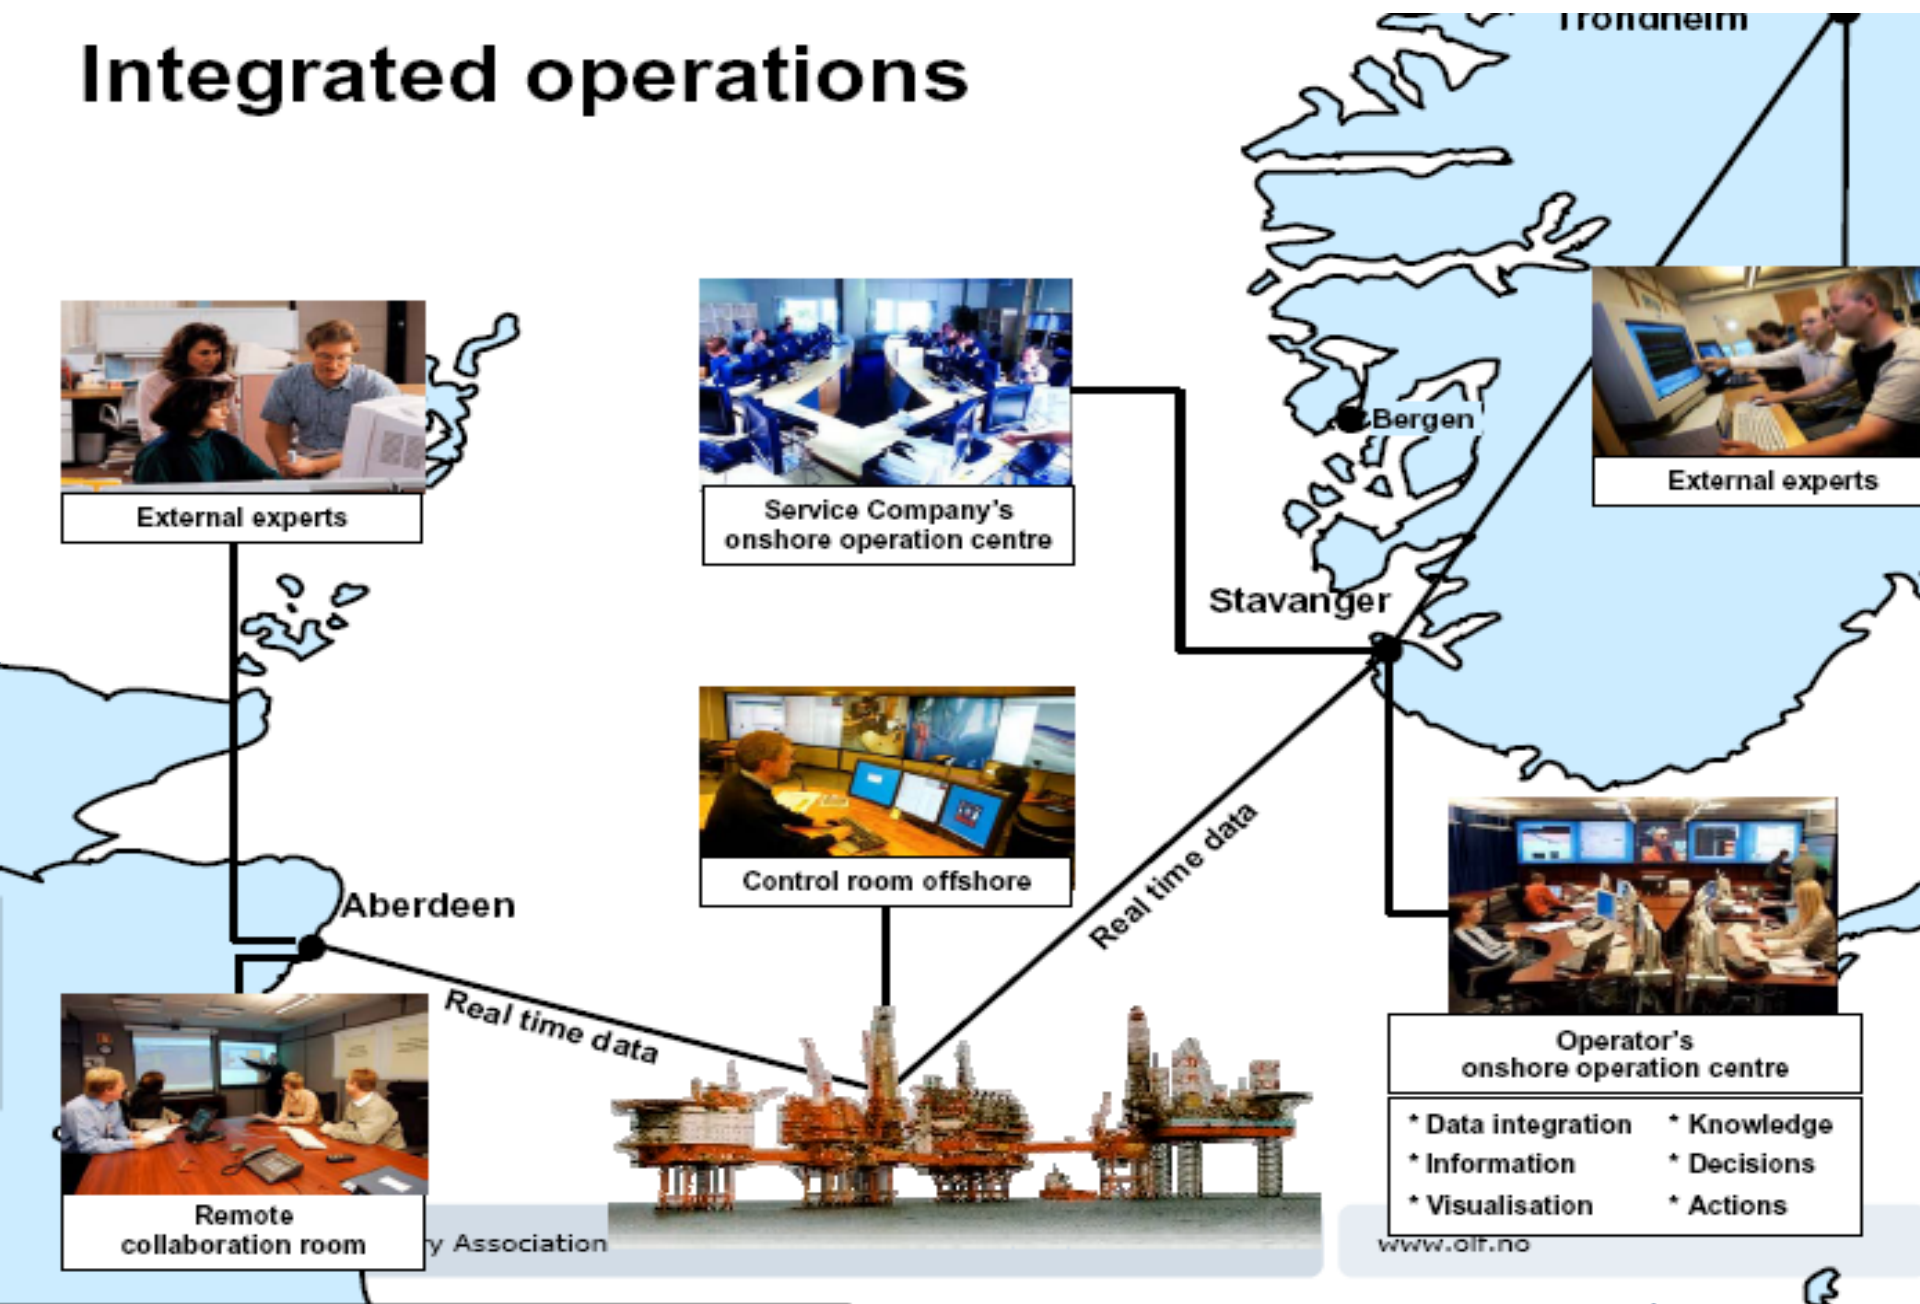 Trondheim
Integrated operations
Bergen
External experts
External experts
Service Company's
onshore operation centre
Stavanger
Real time data
Control room offshore
Aberdeen
Real time data
Operator's
onshore operation centre
* Data integration
* Knowledge
* Information
* Decisions
* Visualisation
* Actions
Remote
collaboration room
y Association
www.olf.no